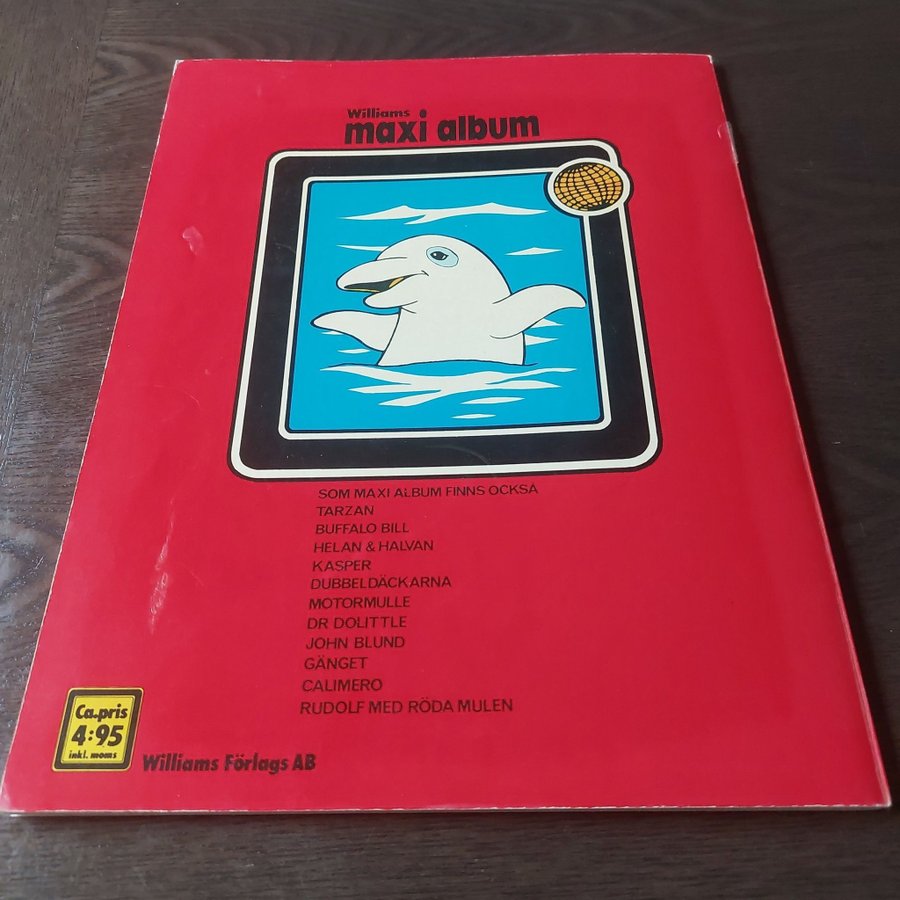 Williams
maxi album
SOM MAXI ALBUM FINNS OCKSA
TARZAN
BUFFALO BILL
HELAN & HALVAN
KASPER
DUBBELDÄCKARNA
MOTORMULLE
DR DOLITTLE
JOHN BLUND
GÄNGET
CALIMERO
RUDOLF MED RÖDA MULEN
Ca.pris
4:95
inkl. moms
Williams Förlags AB